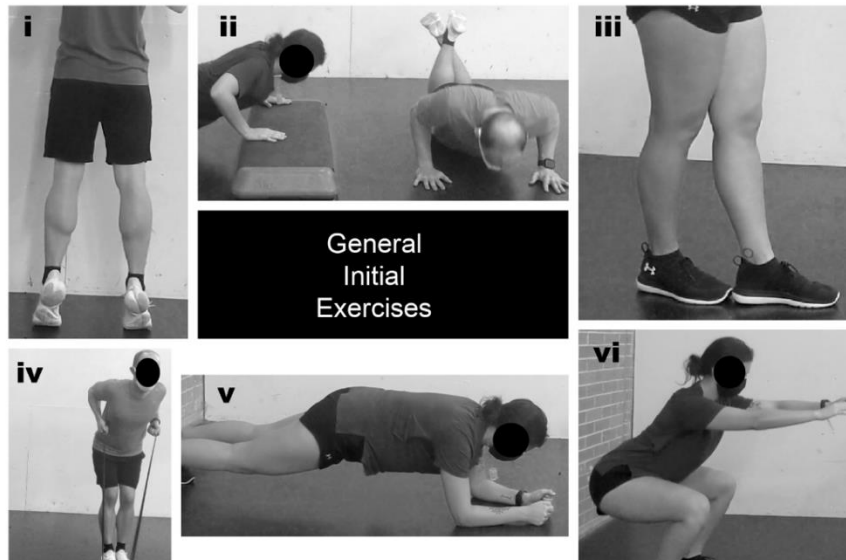 i
ii
iii
General
Initial
Exercises
iv
v
vi